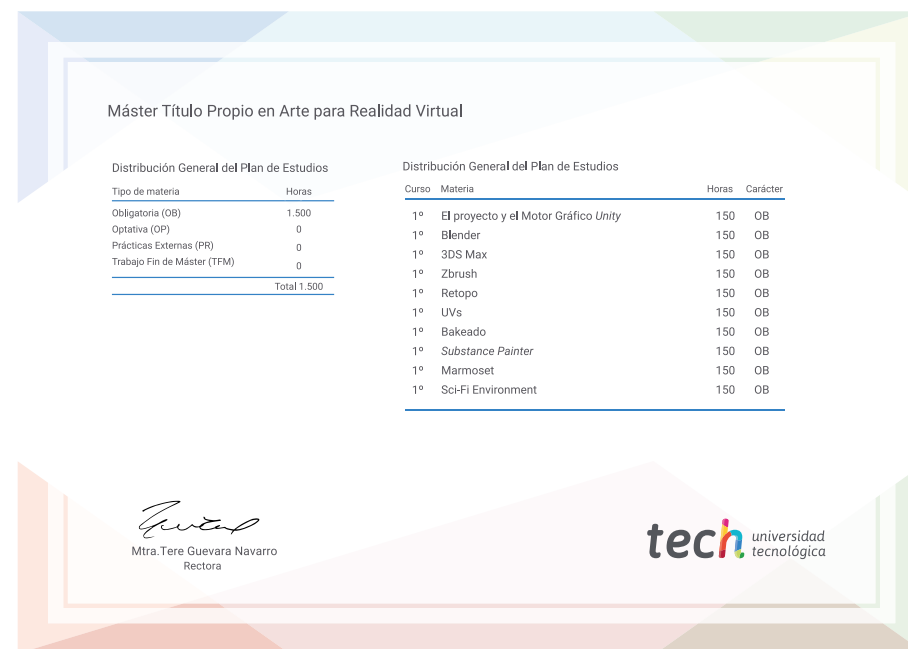 Máster Título Propio en Arte para Realidad Virtual
Distribución General del Plan de Estudios
Tipo de materia Horas
Obligatoria (OB) 1.500
Optativa (OP) 0
Prácticas Externas (PR) 0
Trabajo Fin de Máster (TFM) 0
Total 1.500
Distribución General del Plan de Estudios
Curso Materia Horas Carácter
1º El proyecto y el Motor Gráfico Unity 150 OB
1º Blender 150 OB
1º 3DS Max 150 OB
1º Zbrush 150 OB
1º Retopo 150 OB
1º UVs 150 OB
1º Bakeado 150 OB
1º Substance Painter 150 OB
1º Marmoset 150 OB
1º Sci-Fi Environment 150 OB
Mtra.Tere Guevara Navarro
Rectora
tech universidad
tecnológica